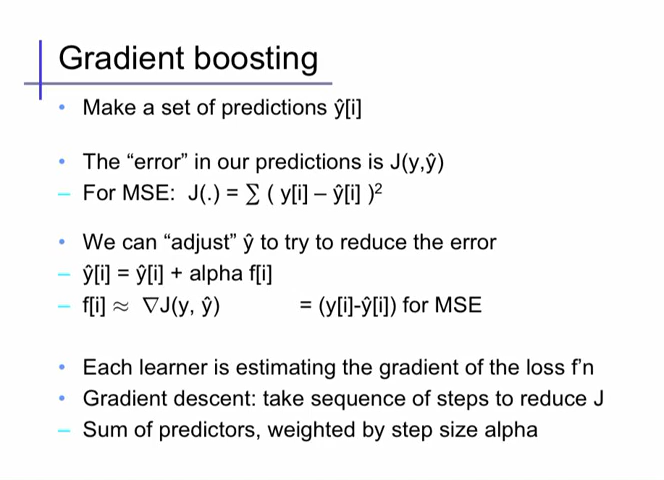 Gradient boosting
• Make a set of predictions ŷ[i]
• The “error” in our predictions is J(y,ŷ)
– For MSE: J(.) = ∑ ( y[i] – ŷ[i] )²
• We can “adjust” ŷ to try to reduce the error
– ŷ[i] = ŷ[i] + alpha f[i]
– f[i] ≈ ∇J(y, ŷ) = (y[i]-ŷ[i]) for MSE
• Each learner is estimating the gradient of the loss f’n
• Gradient descent: take sequence of steps to reduce J
– Sum of predictors, weighted by step size alpha